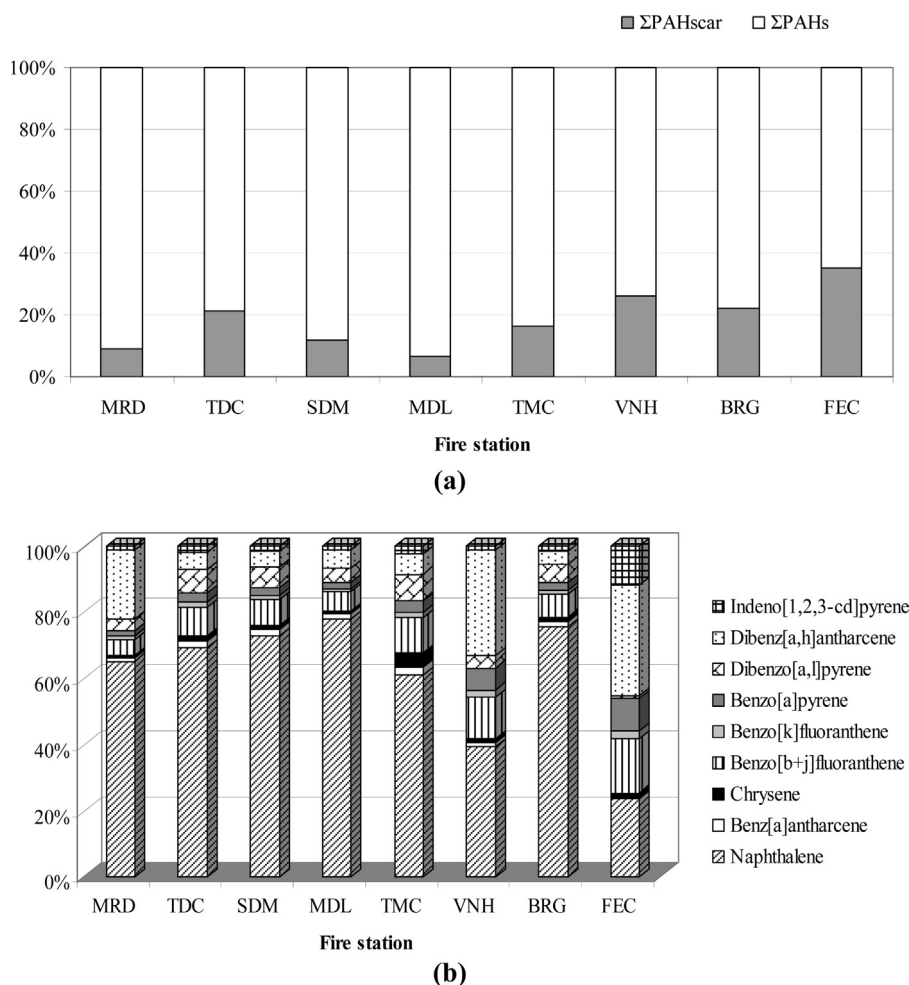 ΣPAHscar ΣPAHs
100%
80%
60%
40%
20%
0%
MRD TDC SDM MDL TMC VNH BRG FEC
Fire station
(a)
100%
80%
60%
40%
20%
0%
MRD TDC SDM MDL TMC VNH BRG FEC
Fire station
Indeno[1,2,3-cd]pyrene
Dibenz[a,h]antharcene
Dibenzo[a,l]pyrene
Benzo[a]pyrene
Benzo[k]fluoranthene
Benzo[b+j]fluoranthene
Chrysene
Benz[a]antharcene
Naphthalene
(b)